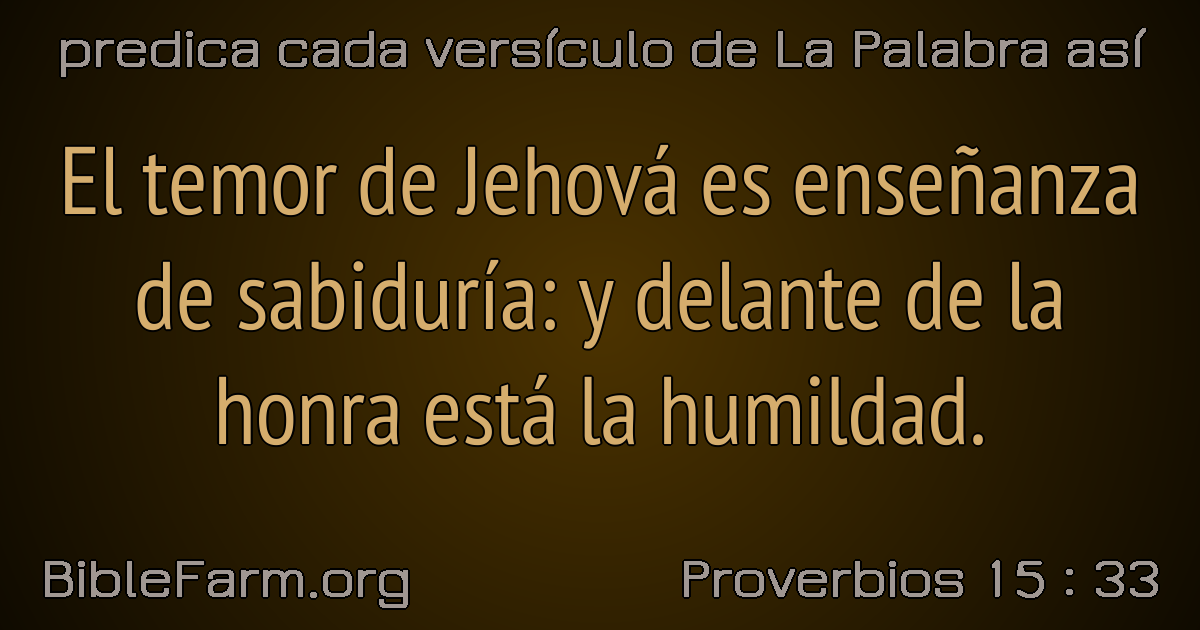 predica cada versículo de La Palabra así
El temor de Jehová es enseñanza
de sabiduría: y delante de la
honra está la humildad.
BibleFarm.org
Proverbios 15 : 33